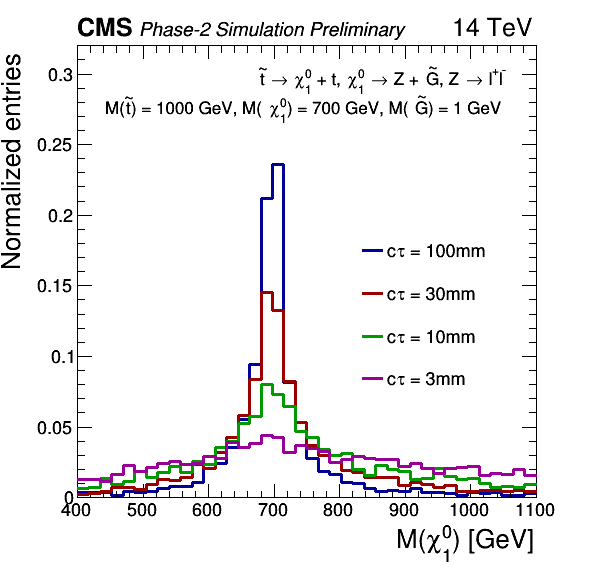 CMS Phase-2 Simulation Preliminary 14 TeV
t̃ → χ₁⁰ + t, χ₁⁰ → Z + G̃, Z → l⁺l⁻
M(t̃) = 1000 GeV, M( χ₁⁰) = 700 GeV, M( G̃) = 1 GeV
Normalized entries
0.3
0.25
0.2
0.15
0.1
0.05
0
cτ = 100mm
cτ = 30mm
cτ = 10mm
cτ = 3mm
400 500 600 700 800 900 1000 1100
M(χ₁⁰) [GeV]